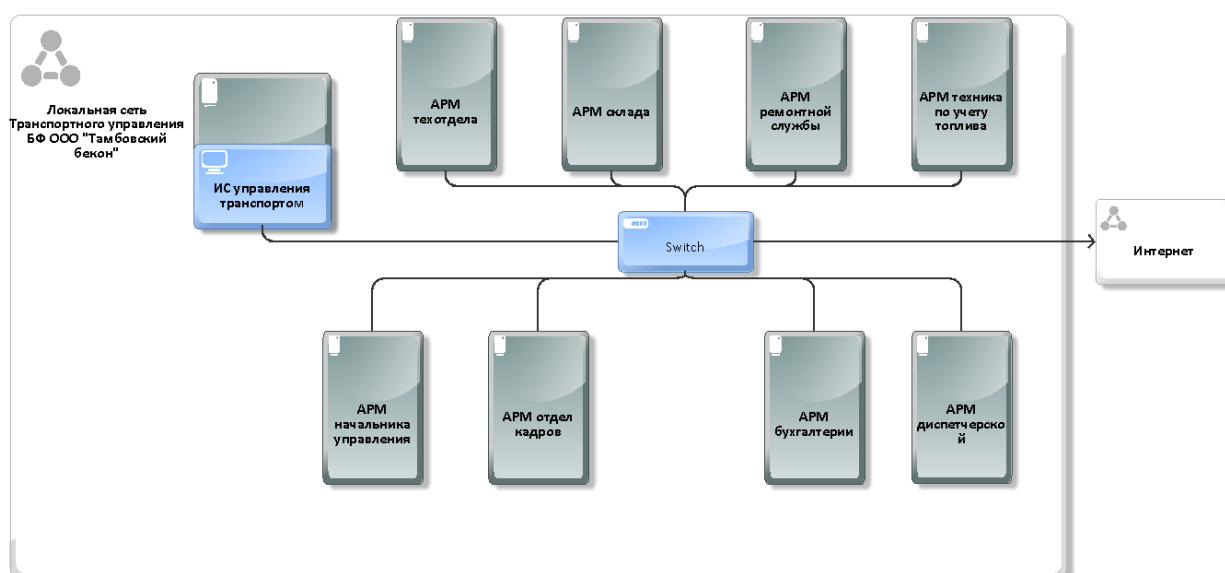 Локальная сеть
Транспортного управления
БФ ООО "Тамбовский
бекон"
ИС управления
транспортом
АРМ
техотдела
АРМ склада
АРМ
ремонтной
службы
АРМ техника
по учету
топлива
Switch
Интернет
АРМ
начальника
управления
АРМ отдел
кадров
АРМ
бухгалтерии
АРМ
диспетчерско
й